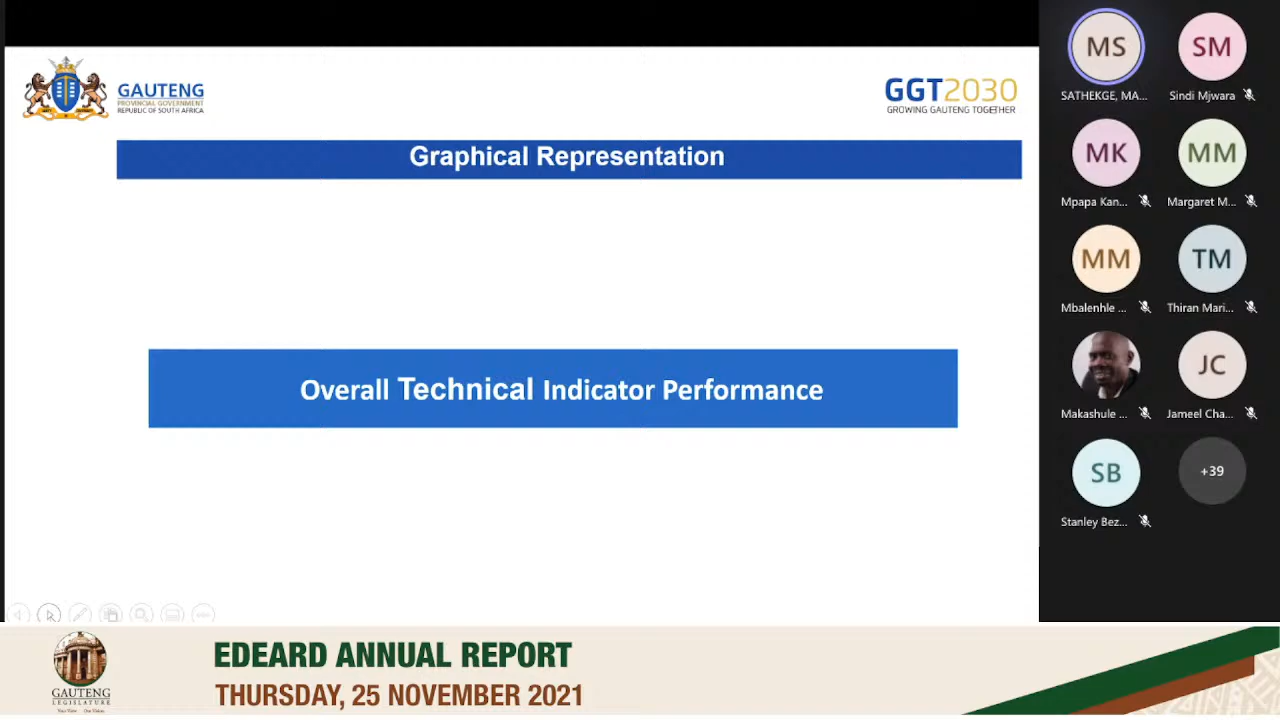 GAUTENG
PROVINCIAL GOVERNMENT
REPUBLIC OF SOUTH AFRICA
GGT2030
GROWING GAUTENG TOGETHER
Graphical Representation
Overall Technical Indicator Performance
MS
SATHEKGE, MA...
SM
Sindi Mjwara
MK
Mpapa Kan...
MM
Margaret M...
MM
Mbalenhle ...
TM
Thiran Mari...
Makashule ...
JC
Jameel Cha...
SB
Stanley Bez...
+39
GAUTENG
LEGISLATURE
EDEARD ANNUAL REPORT
THURSDAY, 25 NOVEMBER 2021